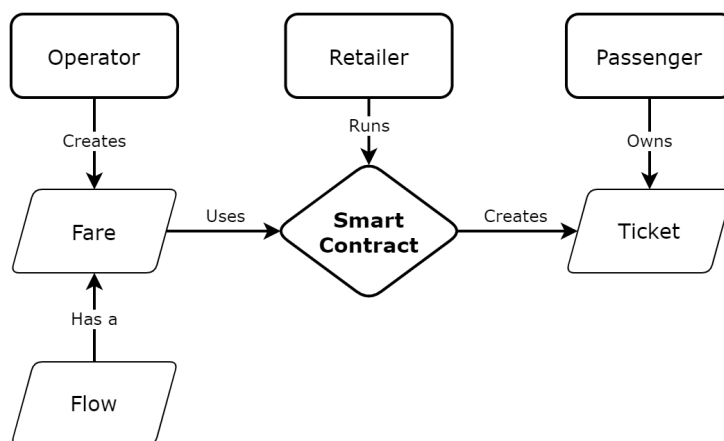 Operator
Retailer
Passenger
Creates
Runs
Owns
Fare
Uses
Smart
Contract
Creates
Ticket
Has a
Flow